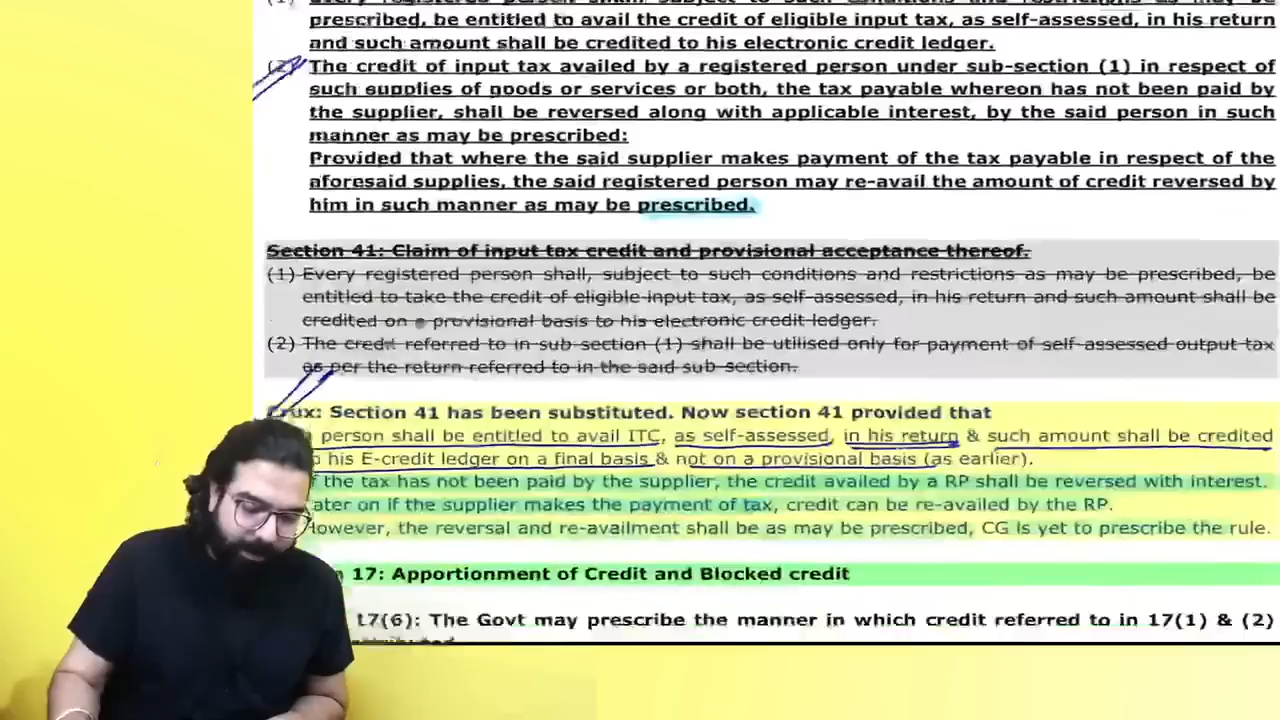 prescribed, be entitled to avail the credit of eligible input tax, as self-assessed, in his return
and such amount shall be credited to his electronic credit ledger.
(2) The credit of input tax availed by a registered person under sub-section (1) in respect of
such supplies of goods or services or both, the tax payable whereon has not been paid by
the supplier, shall be reversed along with applicable interest, by the said person in such
manner as may be prescribed:
Provided that where the said supplier makes payment of the tax payable in respect of the
aforesaid supplies, the said registered person may re-avail the amount of credit reversed by
him in such manner as may be prescribed.
Section 41: Claim of input tax credit and provisional acceptance thereof.
(1) Every registered person shall, subject to such conditions and restrictions as may be prescribed, be
entitled to take the credit of eligible input tax, as self-assessed, in his return and such amount shall be
credited on a provisional basis to his electronic credit ledger.
(2) The credit referred to in sub-section (1) shall be utilised only for payment of self-assessed output tax
as per the return referred to in the said sub-section.
Crux: Section 41 has been substituted. Now section 41 provided that
person shall be entitled to avail ITC, as self-assessed, in his return & such amount shall be credited
his E-credit ledger on a final basis & not on a provisional basis (as earlier).
f the tax has not been paid by the supplier, the credit availed by a RP shall be reversed with interest.
ater on if the supplier makes the payment of tax, credit can be re-availed by the RP.
However, the reversal and re-availment shall be as may be prescribed, CG is yet to prescribe the rule.
17: Apportionment of Credit and Blocked credit
17(6): The Govt may prescribe the manner in which credit referred to in 17(1) & (2)